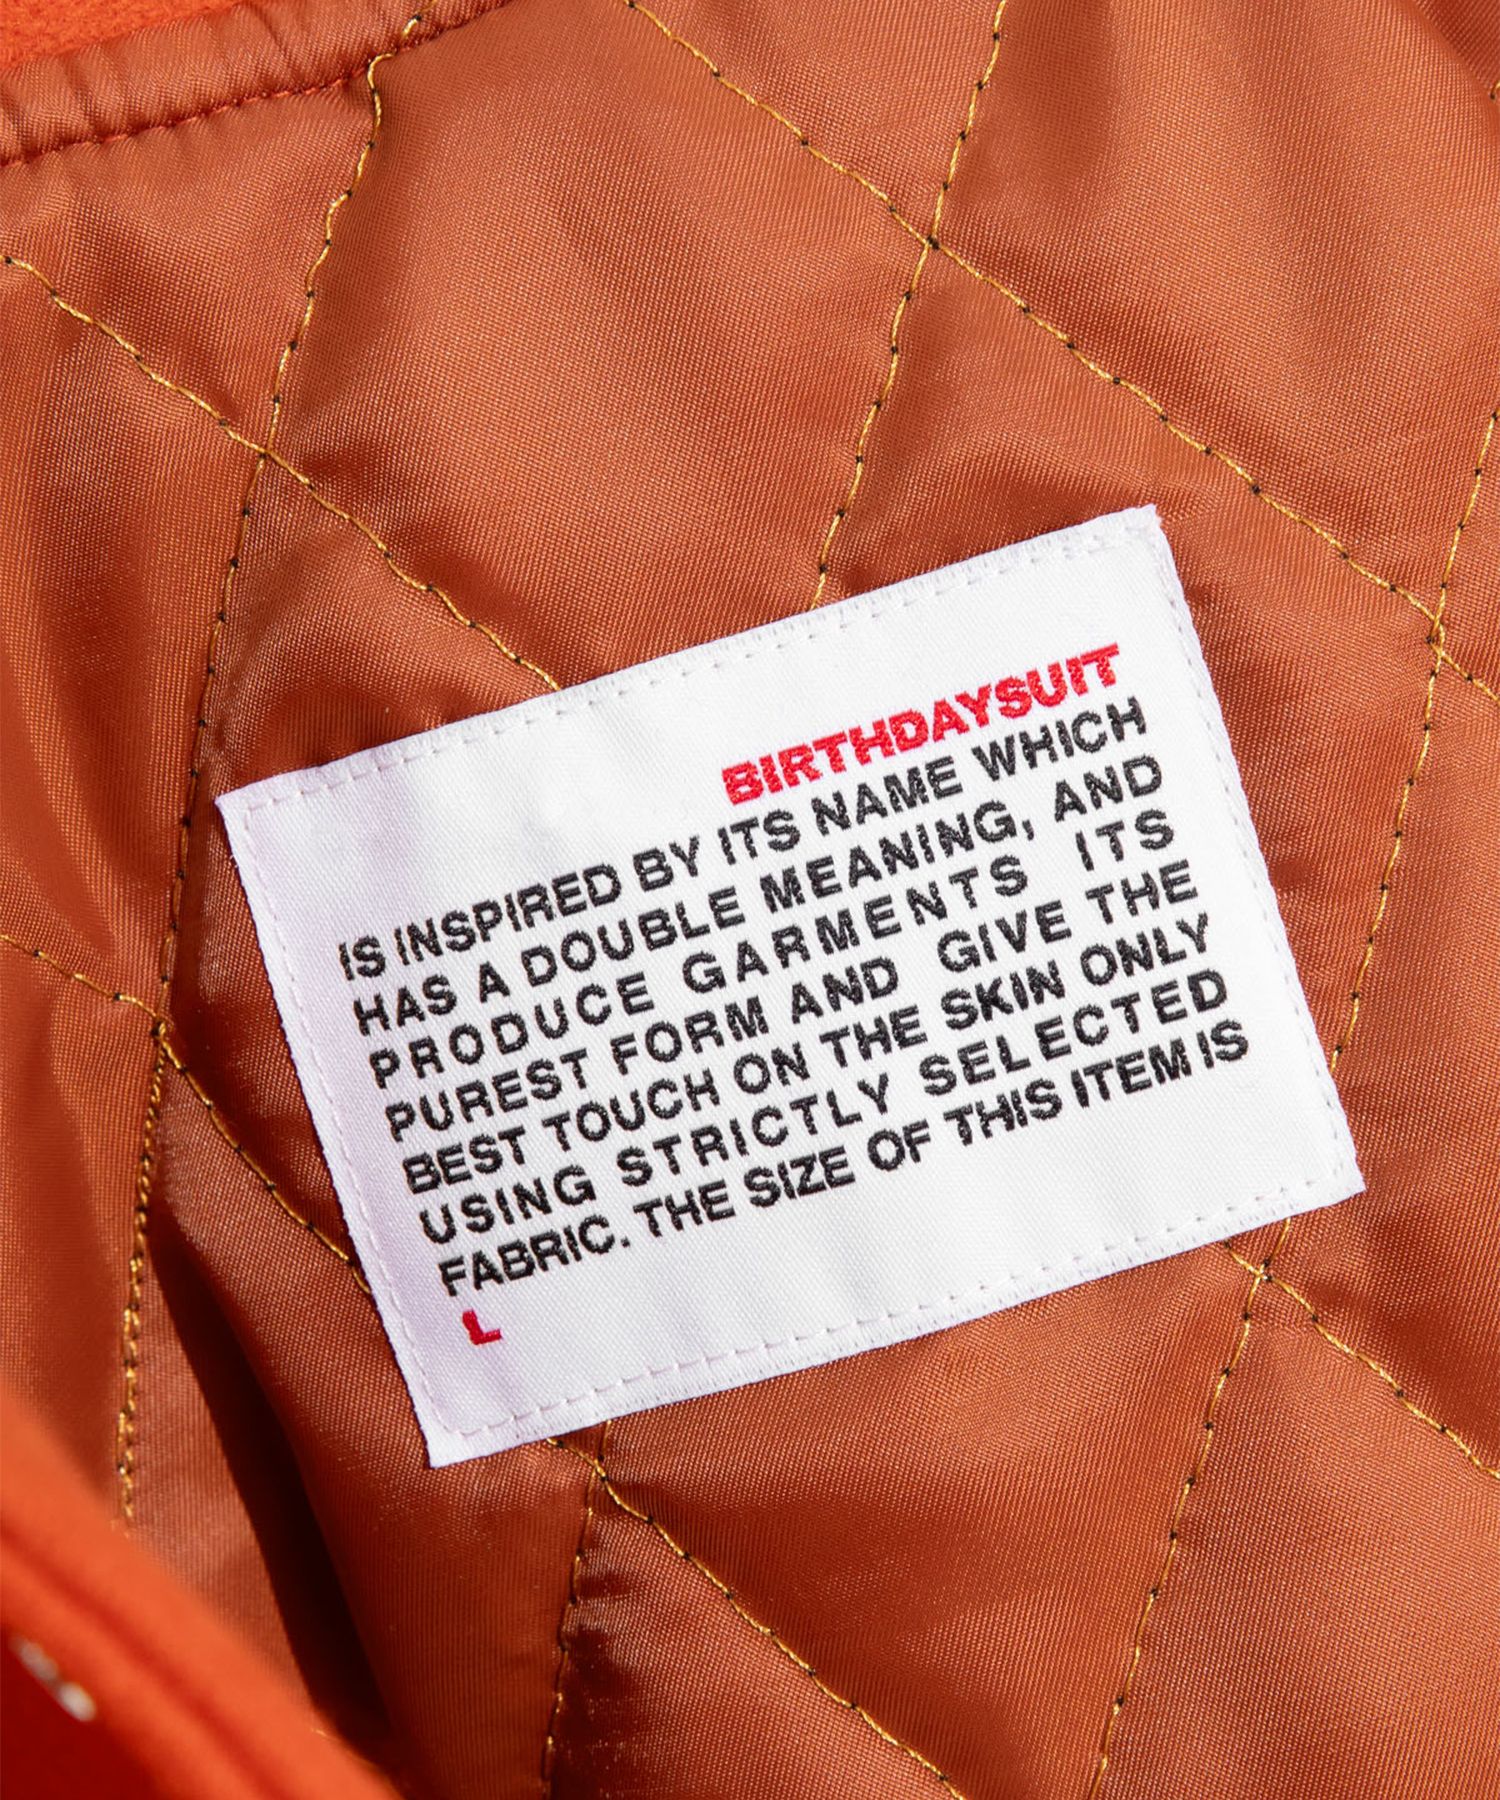 BIRTHDAYSUIT
IS INSPIRED BY ITS NAME WHICH
HAS A DOUBLE MEANING, AND
PRODUCE GARMENTS ITS
PUREST FORM AND GIVE THE
BEST TOUCH ON THE SKIN ONLY
USING STRICTLY SELECTED
FABRIC. THE SIZE OF THIS ITEM IS
L